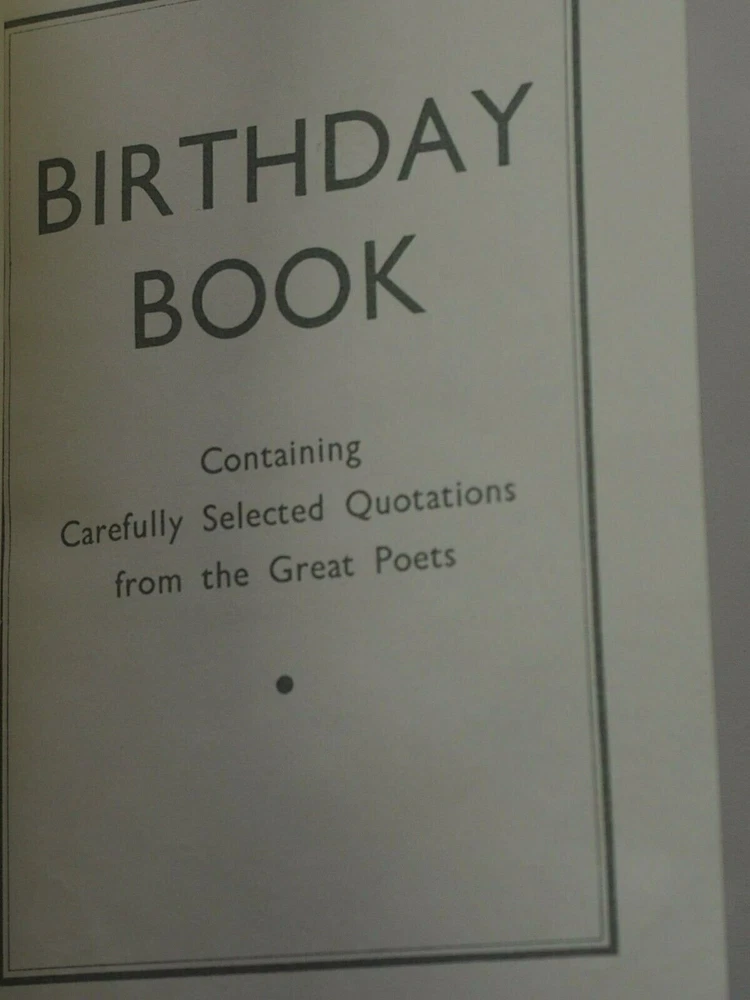 BIRTHDAY
BOOK
Containing
Carefully Selected Quotations
from the Great Poets